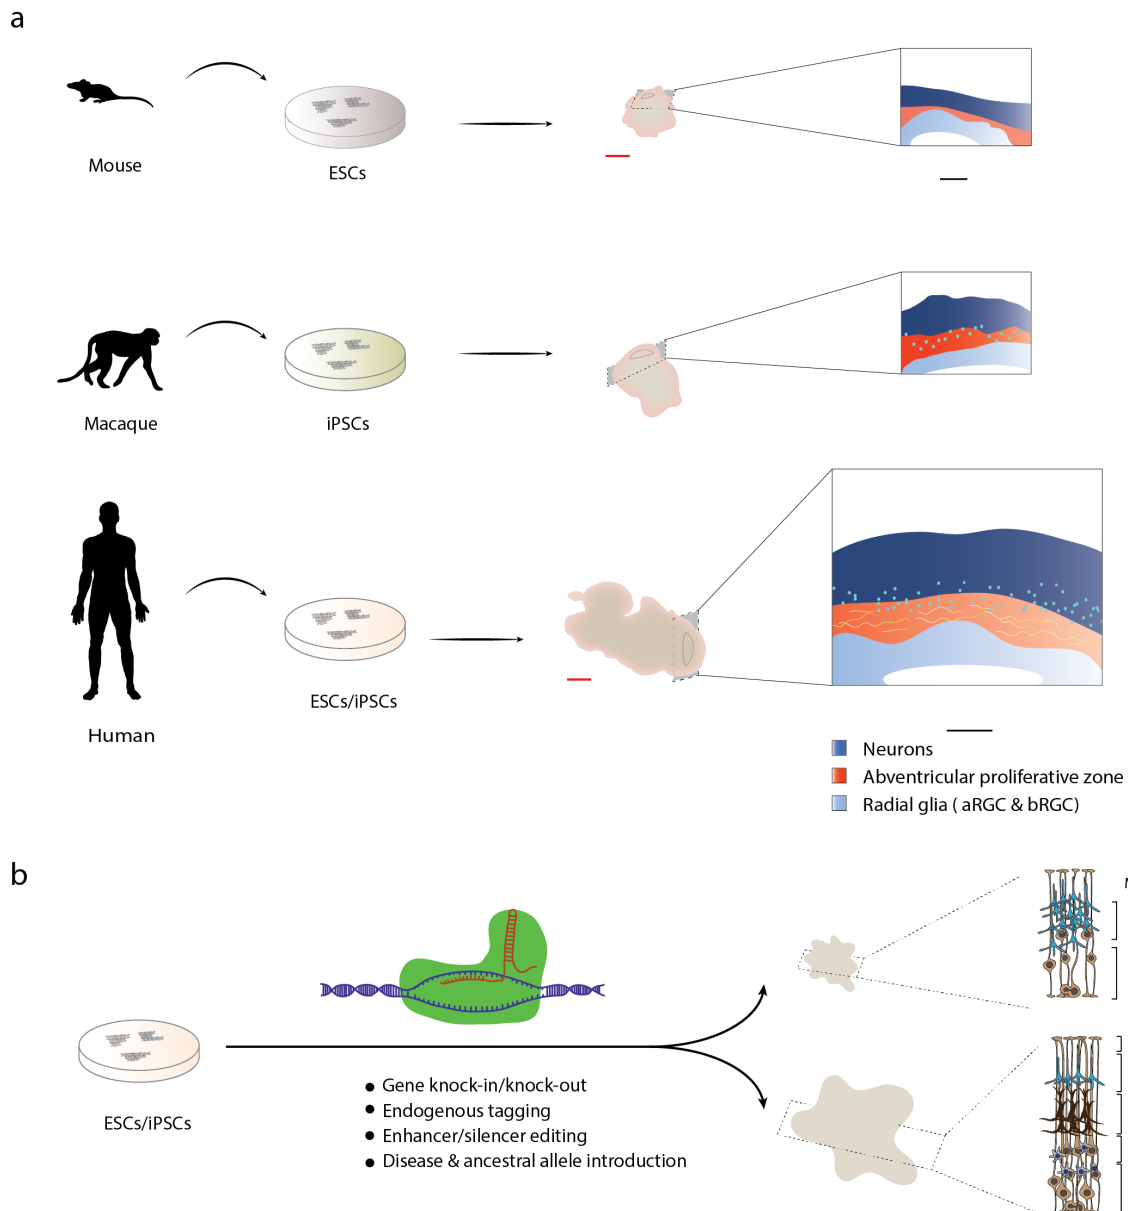 a
Mouse
ESCs
Macaque
iPSCs
Human
ESCs/iPSCs
Neurons
Abventricular proliferative zone
Radial glia ( aRGC & bRGC)
b
ESCs/iPSCs
Gene knock-in/knock-out
Endogenous tagging
Enhancer/silencer editing
Disease & ancestral allele introduction